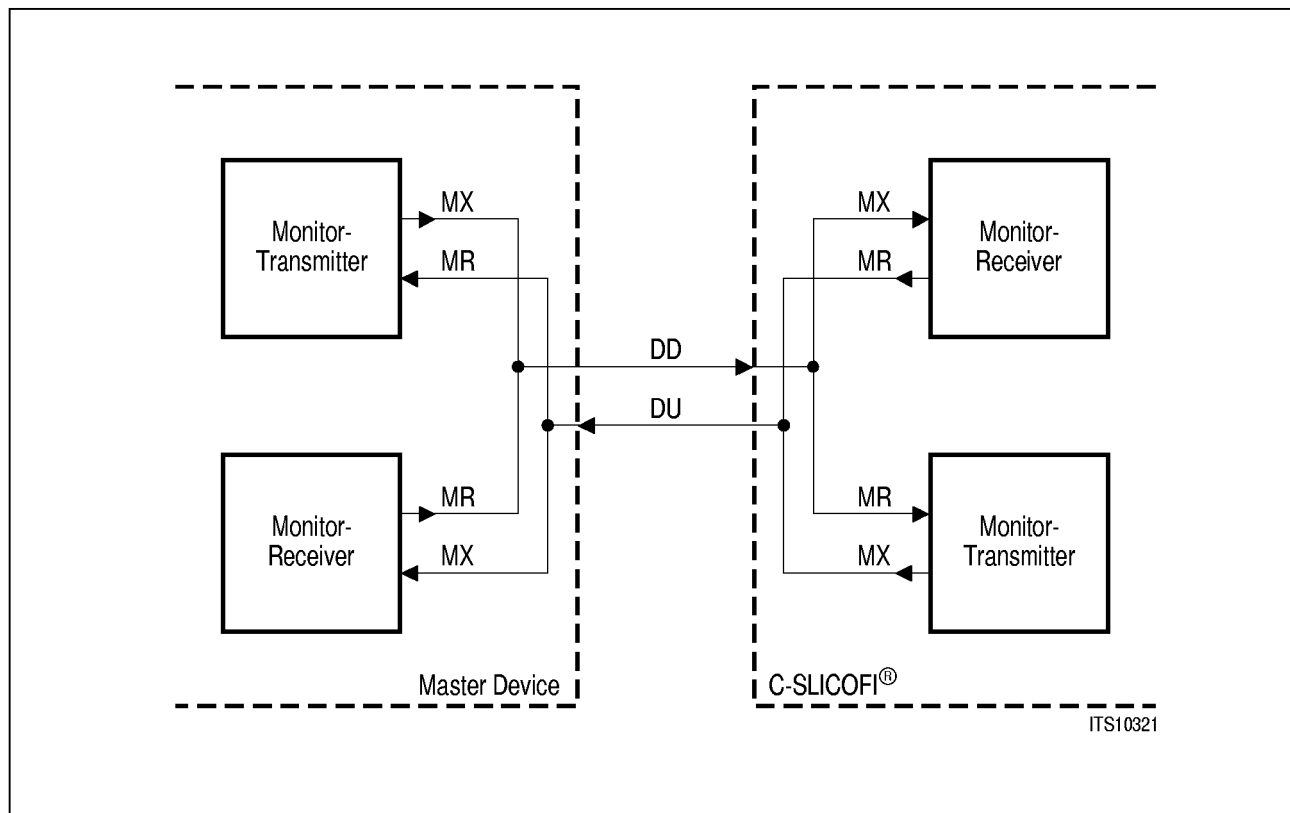 MX
Monitor-
Transmitter
MR
MX
Monitor-
Receiver
MR
DD
DU
MR
Monitor-
Receiver
MX
MR
Monitor-
Transmitter
MX
Master Device
C-SLICOFI®
ITS10321